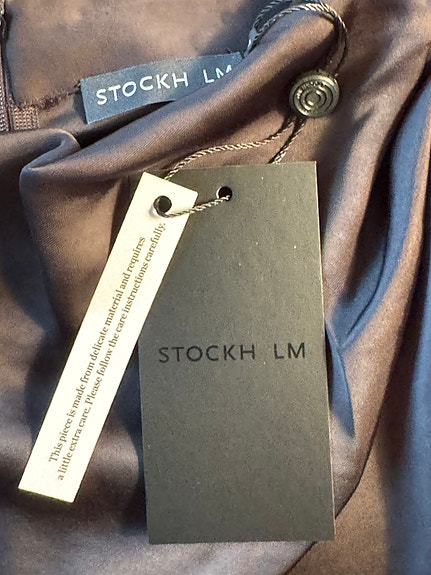 STOCKH LM
This piece is made from delicate material and requires
a little extra care. Please follow the care instructions carefully.
STOCKH LM